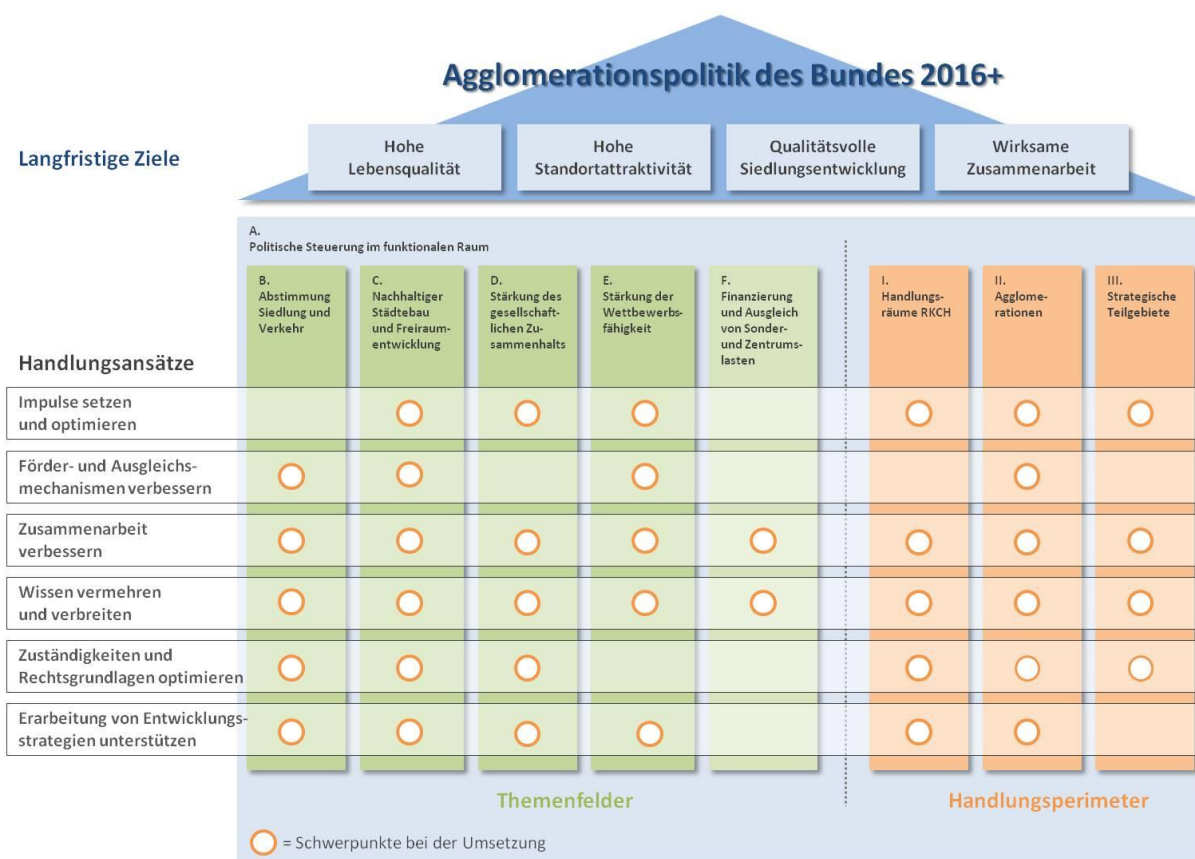 Agglomerationspolitik des Bundes 2016+
Langfristige Ziele
Hohe
Lebensqualität
Hohe
Standortattraktivität
Qualitätsvolle
Siedlungsentwicklung
Wirksame
Zusammenarbeit
A.
Politische Steuerung im funktionalen Raum
B.
Abstimmung
Siedlung und
Verkehr
C.
Nachhaltiger
Städtebau
und Freiraum-
entwicklung
D.
Stärkung des
gesellschaft-
lichen Zu-
sammenhalts
E.
Stärkung der
Wettbewerbs-
fähigkeit
F.
Finanzierung
und Ausgleich
von Sonder-
und Zentrums-
lasten
I.
Handlungs-
räume RKCH
II.
Agglome-
rationen
III.
Strategische
Teilgebiete
Handlungsansätze
Impulse setzen
und optimieren
Förder- und Ausgleichs-
mechanismen verbessern
Zusammenarbeit
verbessern
Wissen vermehren
und verbreiten
Zuständigkeiten und
Rechtsgrundlagen optimieren
Erarbeitung von Entwicklungs-
strategien unterstützen
Themenfelder
Handlungsperimeter
= Schwerpunkte bei der Umsetzung